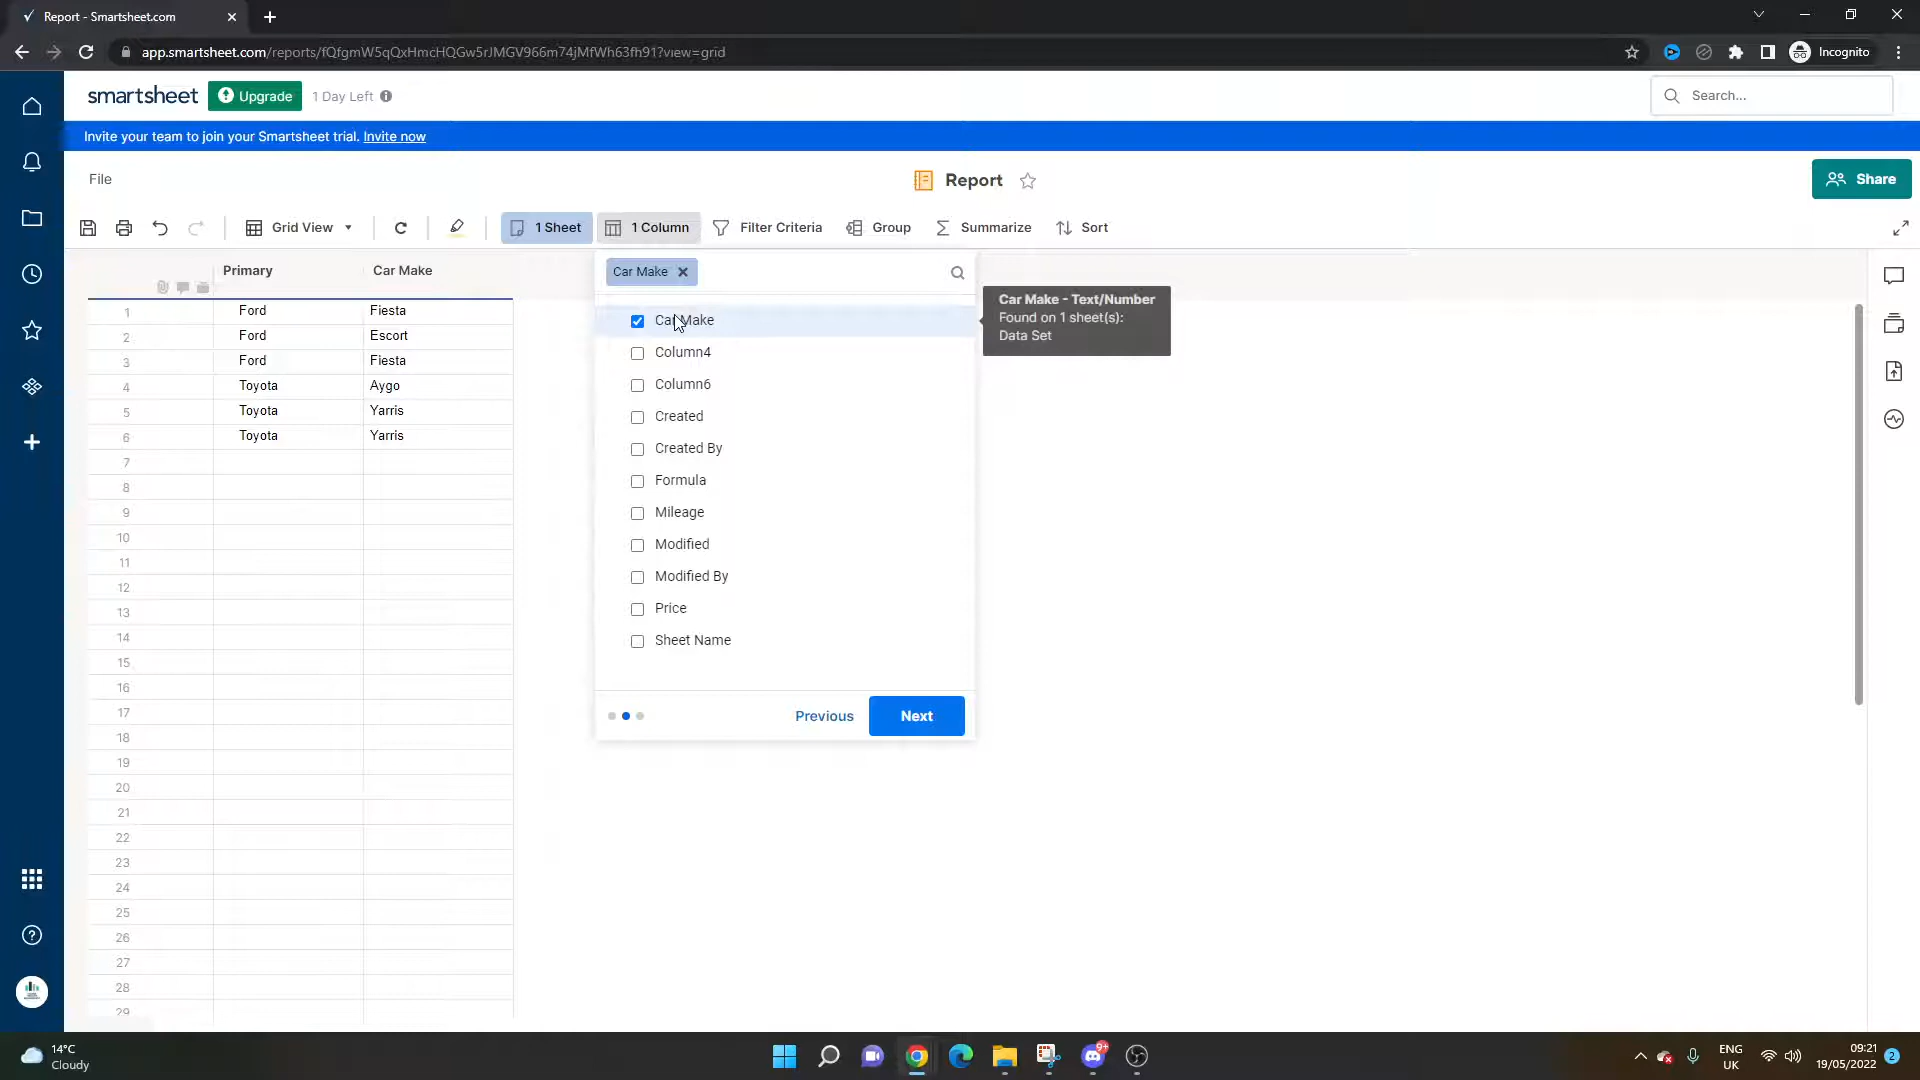 Report - Smartsheet.com
app.smartsheet.com/reports/fQfgmW5qQxHmcHQGw5rJMGV966m74jMfWh63fh91?view=grid
Incognito
smartsheet
Upgrade
1 Day Left
Search...
Invite your team to join your Smartsheet trial. Invite now
File
Report
Share
Grid View
1 Sheet
1 Column
Filter Criteria
Group
Summarize
Sort
Primary
Car Make
1 Ford Fiesta
2 Ford Escort
3 Ford Fiesta
4 Toyota Aygo
5 Toyota Yarris
6 Toyota Yarris
7
8
9
10
11
12
13
14
15
16
17
18
19
20
21
22
23
24
25
26
27
28
29
Car Make
Car Make
Column4
Column6
Created
Created By
Formula
Mileage
Modified
Modified By
Price
Sheet Name
Previous
Next
Car Make - Text/Number
Found on 1 sheet(s):
Data Set
14°C
Cloudy
9+
ENG
UK
09:21
19/05/2022
2